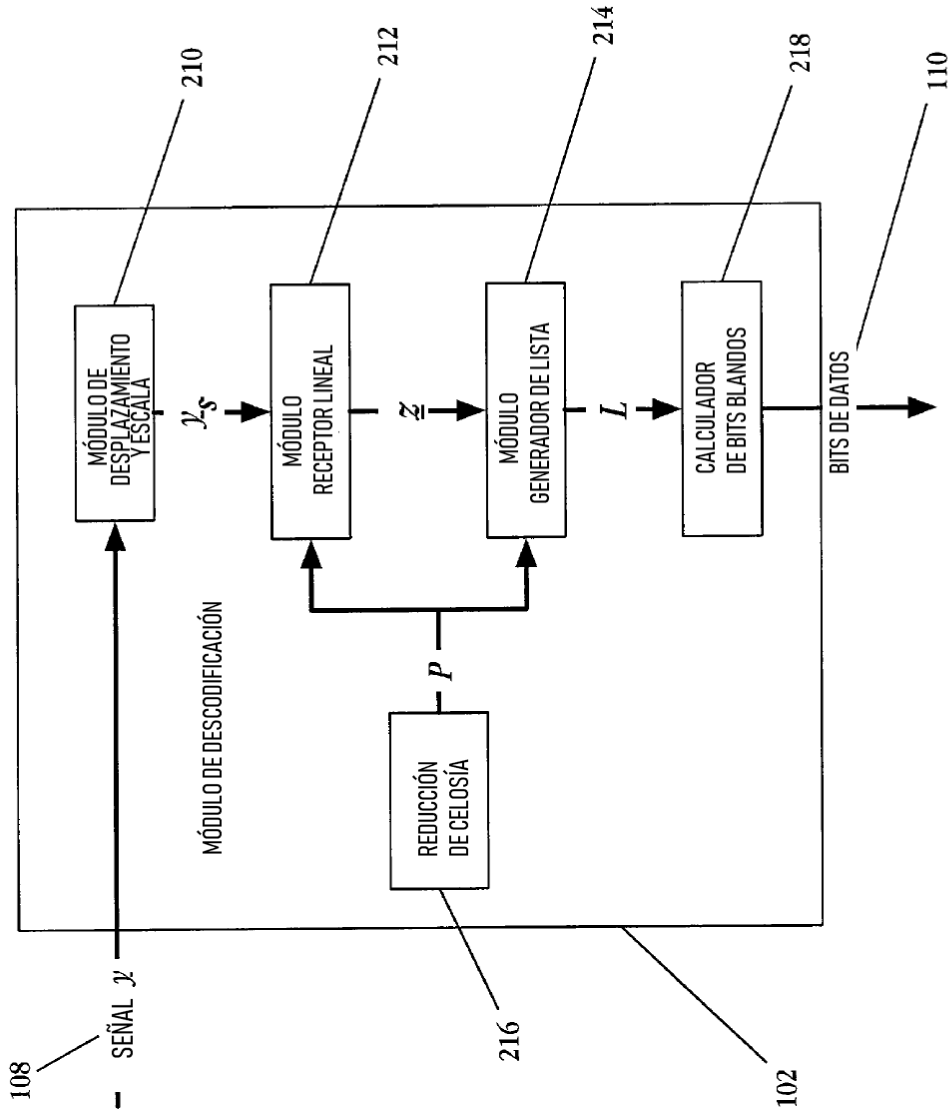 108
SEÑAL y
MÓDULO DE DESCODIFICACIÓN
MÓDULO DE
DESPLAZAMIENTO
Y ESCALA
210
y_s
MÓDULO
RECEPTOR LINEAL
212
z
MÓDULO
GENERADOR DE LISTA
214
L
CALCULADOR
DE BITS BLANDOS
218
BITS DE DATOS
110
REDUCCIÓN
DE CELOSÍA
P
216
102